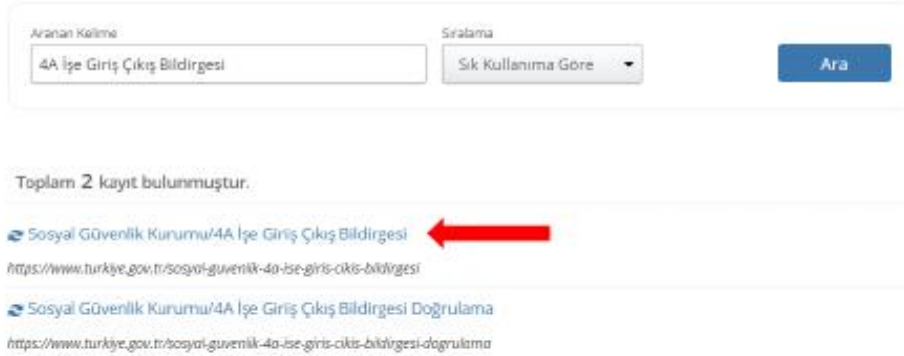 Aranan Kelime
Sıralama
4A İşe Giriş Çıkış Bildirgesi
Sık Kullanıma Göre
Ara
Toplam 2 kayıt bulunmuştur.
Sosyal Güvenlik Kurumu/4A İşe Giriş Çıkış Bildirgesi
https://www.turkiye.gov.tr/sosyal-guvenlik-4a-ise-giris-cikis-bildirgesi
Sosyal Güvenlik Kurumu/4A İşe Giriş Çıkış Bildirgesi Doğrulama
https://www.turkiye.gov.tr/sosyal-guvenlik-4a-ise-giris-cikis-bildirgesi-dogrulama